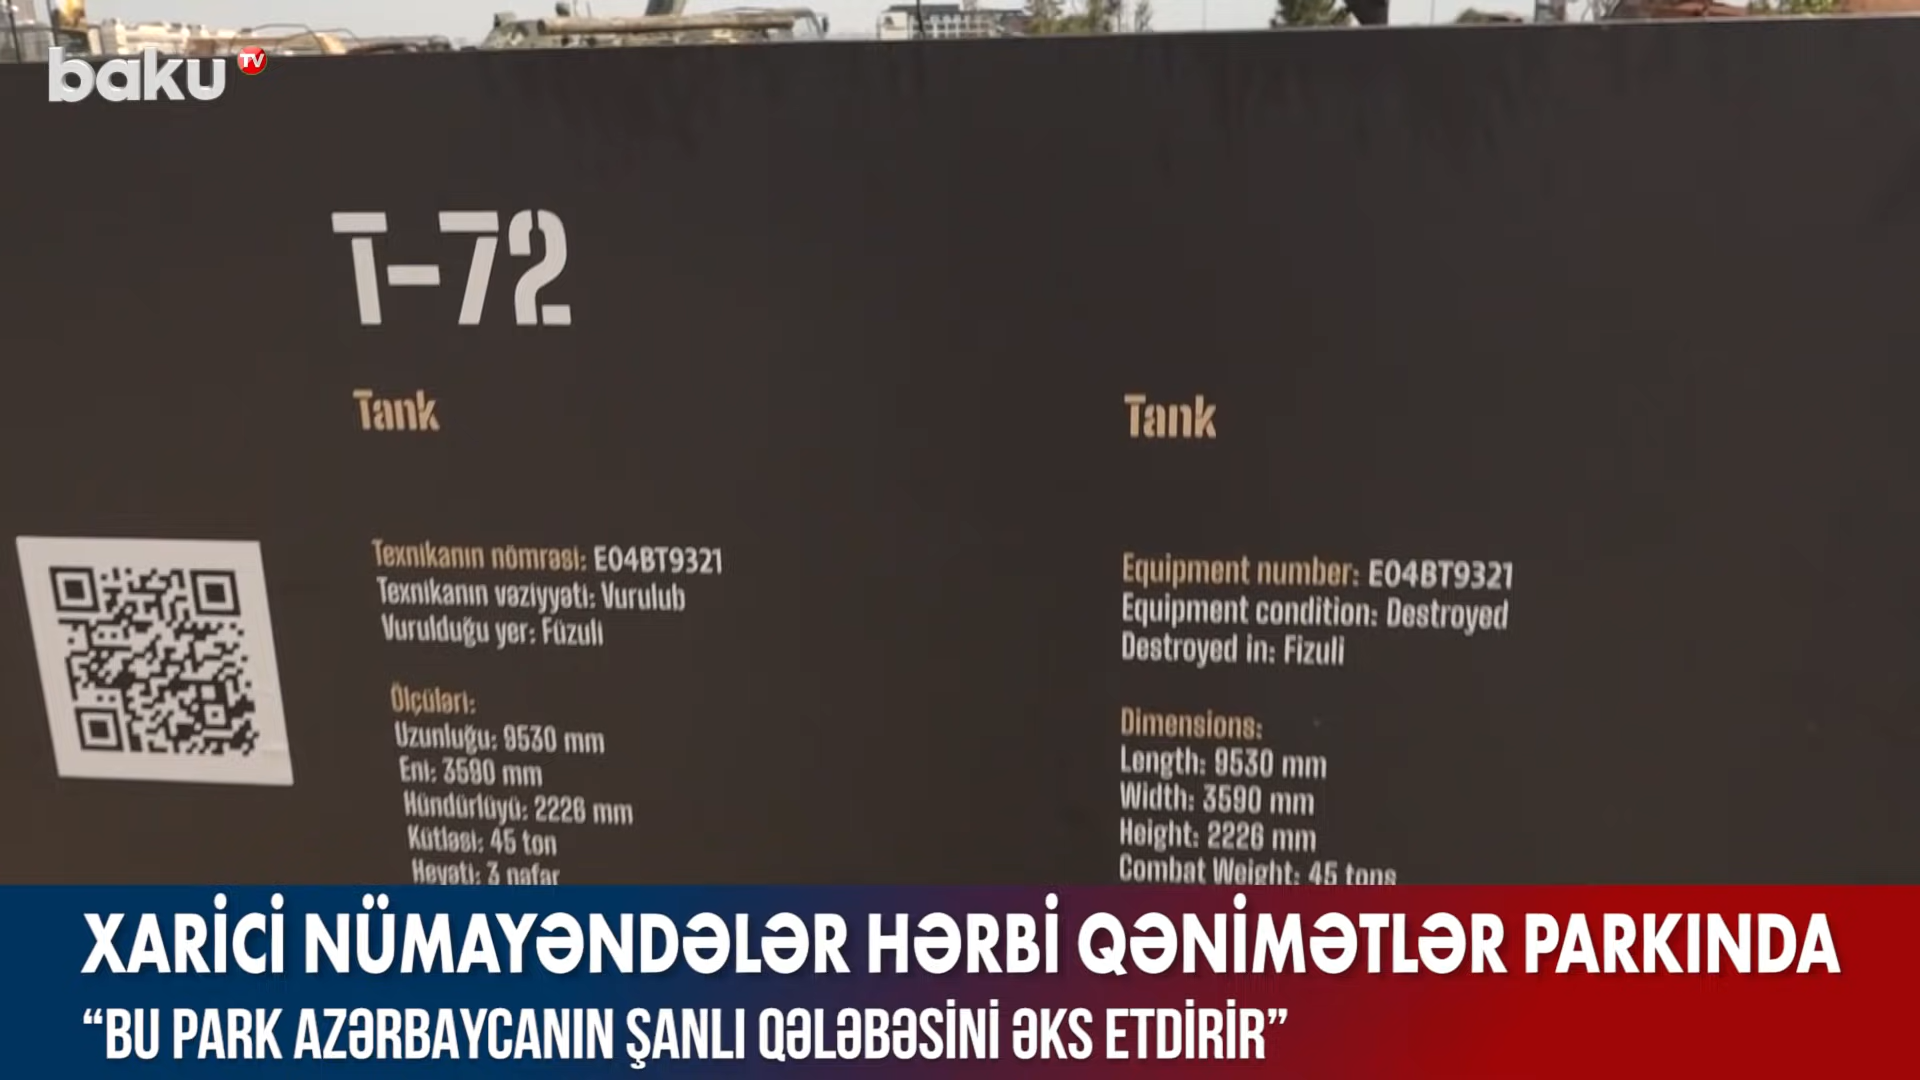 baku TV
T-72
Tank
Texnikanın nömrəsi: E04BT9321
Texnikanın vəziyyəti: Vurulub
Vurulduğu yer: Füzuli
Ölçüləri:
Uzunluğu: 9530 mm
Eni: 3590 mm
Hündürlüyü: 2226 mm
Kütləsi: 45 ton
Heyəti: 3 nəfər
Tank
Equipment number: E04BT9321
Equipment condition: Destroyed
Destroyed in: Fizuli
Dimensions:
Length: 9530 mm
Width: 3590 mm
Height: 2226 mm
Combat Weight: 45 tons
XARİCİ NÜMAYƏNDƏLƏR HƏRBİ QƏNİMƏTLƏR PARKINDA
“BU PARK AZƏRBAYCANIN ŞANLI QƏLƏBƏSİNİ ƏKS ETDİRİR”